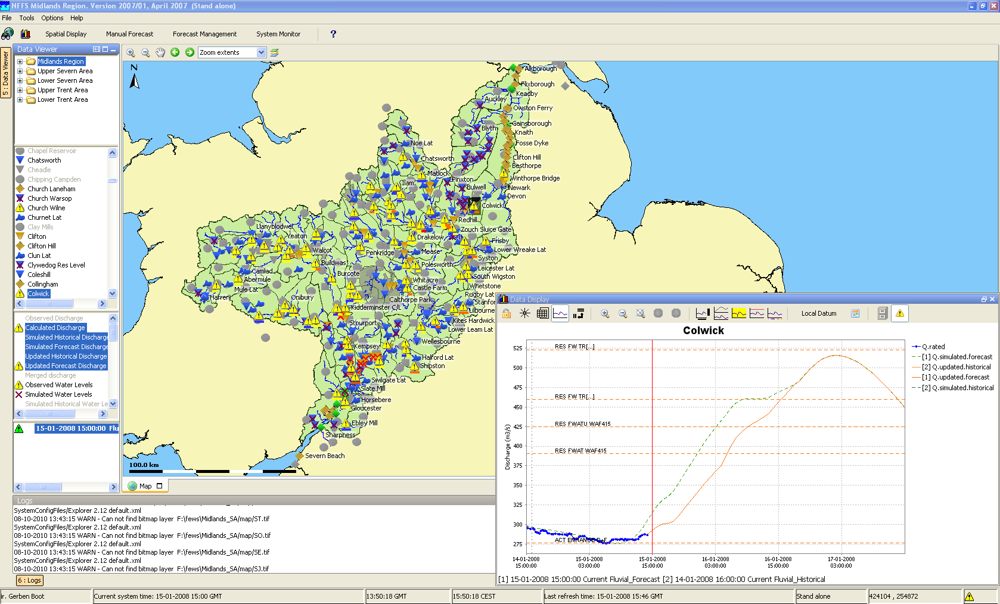 NFFS Midlands Region. Version 2007/01, April 2007 (Stand alone)
File Tools Options Help
Spatial Display Manual Forecast Forecast Management System Monitor ?
5 : Data Viewer
Data Viewer
Zoom extents
Midlands Region
Upper Severn Area
Lower Severn Area
Upper Trent Area
Lower Trent Area
Chapel Reservoir
Chatsworth
Cheadle
Chipping Campden
Church Laneham
Church Warsop
Church Wilne
Churnet Lat
Clay Mills
Clifton
Clifton Hill
Clun Lat
Clywedog Res Level
Coleshill
Collingham
Colwick
Observed Discharge
Calculated Discharge
Simulated Historical Discharge
Simulated Forecast Discharge
Updated Historical Discharge
Updated Forecast Discharge
Merged discharge
Observed Water Levels
Simulated Water Levels
Simulated Historical Water Le
15-01-2008 15:00:00 Flu
N
Alkborough
Flixborough
Keadby
Auckley
Owston Ferry
Gainsborough
Blyth
Knaith
Noe Lat
Fosse Dyke
Chatsworth
Clifton Hill
Besthorpe
Matlock
Pinxton
Winthorpe Bridge
Ilam
Bulwell
Newark
Devon
Colwick
Redhill
Llanyblodwel
Zouch Sluice Gate
Yeaton
Drakelow
Frisby
Walcot
Penkridge
Mease
Lower Wreake Lat
Syston
Buildwas
Polesworth
Leicester Lat
Camlad
Burcote
South Wigston
Abermule
Whitacre
Whetstone
Mule Lat
Castle Farm
Rugby Lat
Hafren
Onibury
Calthorpe Park
Stanfor
Kidderminster C/L
Lilbourne
Stourport
Kites Hardwick
Lower Leam Lat
Kempsey
Wellesbourne
Halford Lat
Shipston
Swilgate Lat
Slate Mill
Horsebere
Gloucester
Ebley Mill
Sharpness
Severn Beach
100.0 km
Map
Data Display
Local Datum
Colwick
525
500
475
450
425
400
375
350
325
300
275
Discharge (m3/s)
RES FW TR[...]
RES FW TR[...]
RES FWATU WAF415
RES FWAT WAF415
ACT ENHANCE D+F
14-01-2008 15:00:00
15-01-2008 03:00:00
15-01-2008 15:00:00
16-01-2008 03:00:00
16-01-2008 15:00:00
17-01-2008 03:00:00
Q.rated
[1] Q.simulated.forecast
[2] Q.updated.historical
[1] Q.updated.forecast
[2] Q.simulated.historical
[1] 15-01-2008 15:00:00 Current Fluvial_Forecast [2] 14-01-2008 16:00:00 Current Fluvial_Historical
Logs
SystemConfigFiles/Explorer 2.12 default.xml
08-10-2010 13:43:15 WARN - Can not find bitmap layer F:\fews\Midlands_SA/map/ST.tif
SystemConfigFiles/Explorer 2.12 default.xml
08-10-2010 13:43:15 WARN - Can not find bitmap layer F:\fews\Midlands_SA/map/SO.tif
SystemConfigFiles/Explorer 2.12 default.xml
08-10-2010 13:43:15 WARN - Can not find bitmap layer F:\fews\Midlands_SA/map/SE.tif
SystemConfigFiles/Explorer 2.12 default.xml
08-10-2010 13:43:15 WARN - Can not find bitmap layer F:\fews\Midlands_SA/map/SJ.tif
6 : Logs
ir. Gerben Boot
Current system time: 15-01-2008 15:00 GMT
13:50:18 GMT
15:50:18 CEST
Last refresh time: 15-01-2008 15:46 GMT
Stand alone
424104 , 254872